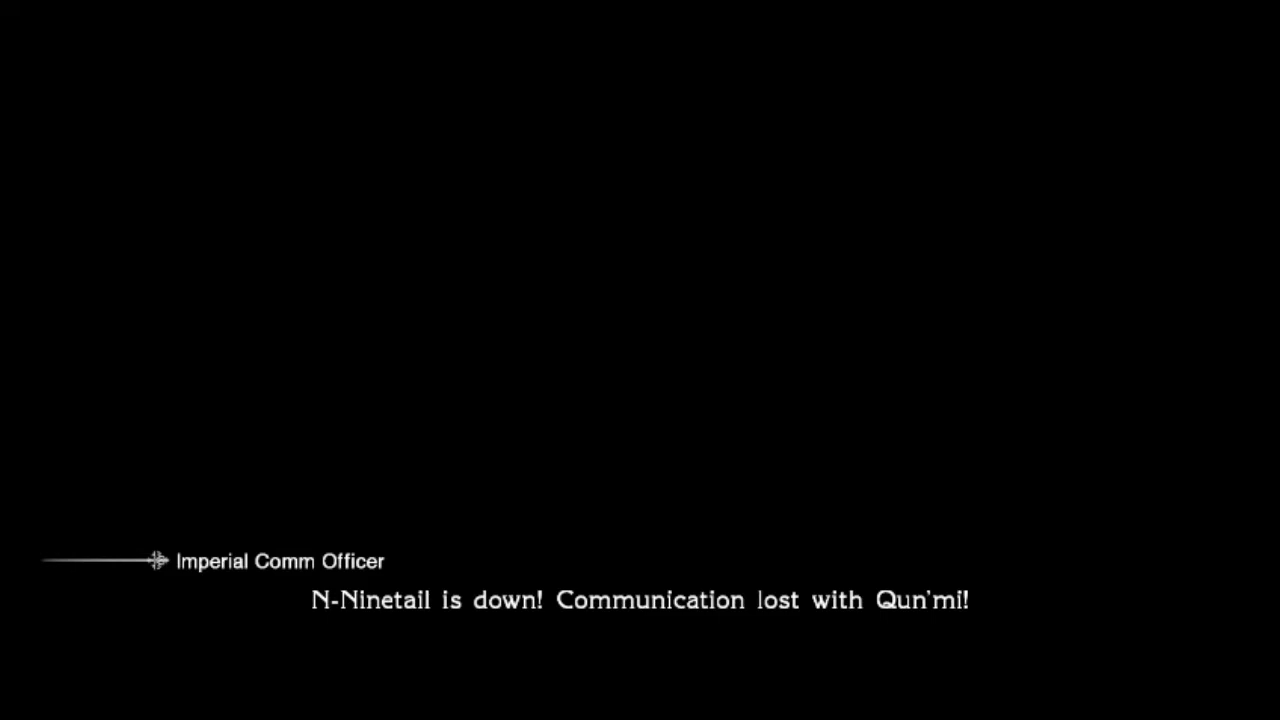 Imperial Comm Officer
N-Ninetail is down! Communication lost with Qun'mi!